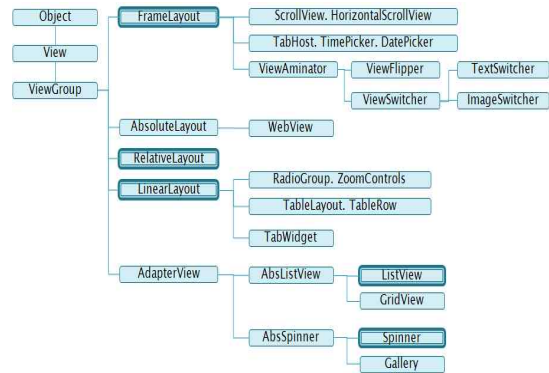 Object
View
ViewGroup
FrameLayout
ScrollView. HorizontalScrollView
TabHost. TimePicker. DatePicker
ViewAminator
ViewFlipper
TextSwitcher
ViewSwitcher
ImageSwitcher
AbsoluteLayout
WebView
RelativeLayout
LinearLayout
RadioGroup. ZoomControls
TableLayout. TableRow
TabWidget
AdapterView
AbsListView
ListView
GridView
AbsSpinner
Spinner
Gallery